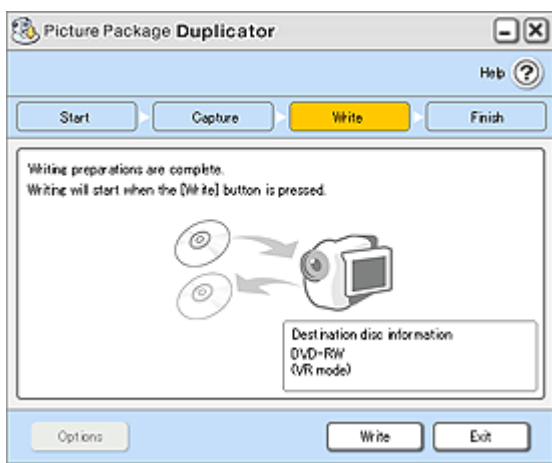 Picture Package Duplicator
Help
Start
Capture
Write
Finish
Writing preparations are complete.
Writing will start when the [Write] button is pressed.
Destination disc information
DVD-RW
(VR mode)
Options
Write
Exit